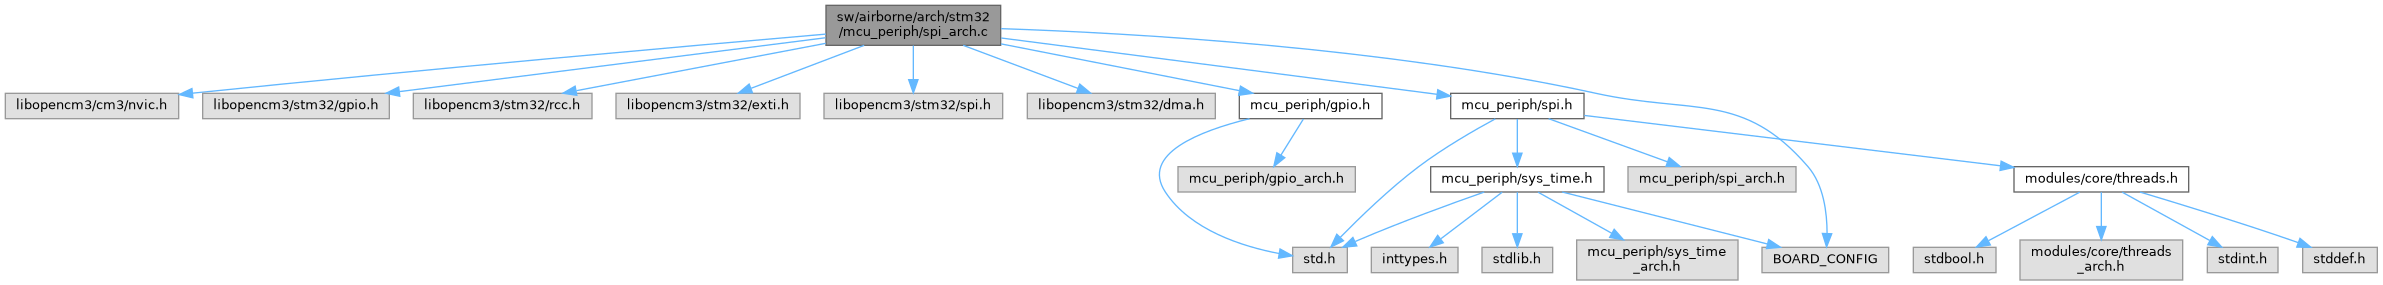 sw/airborne/arch/stm32
/mcu_periph/spi_arch.c
libopencm3/cm3/nvic.h
libopencm3/stm32/gpio.h
libopencm3/stm32/rcc.h
libopencm3/stm32/exti.h
libopencm3/stm32/spi.h
libopencm3/stm32/dma.h
mcu_periph/gpio.h
mcu_periph/spi.h
mcu_periph/gpio_arch.h
mcu_periph/sys_time.h
mcu_periph/spi_arch.h
modules/core/threads.h
std.h
inttypes.h
stdlib.h
mcu_periph/sys_time
_arch.h
BOARD_CONFIG
stdbool.h
modules/core/threads
_arch.h
stdint.h
stddef.h